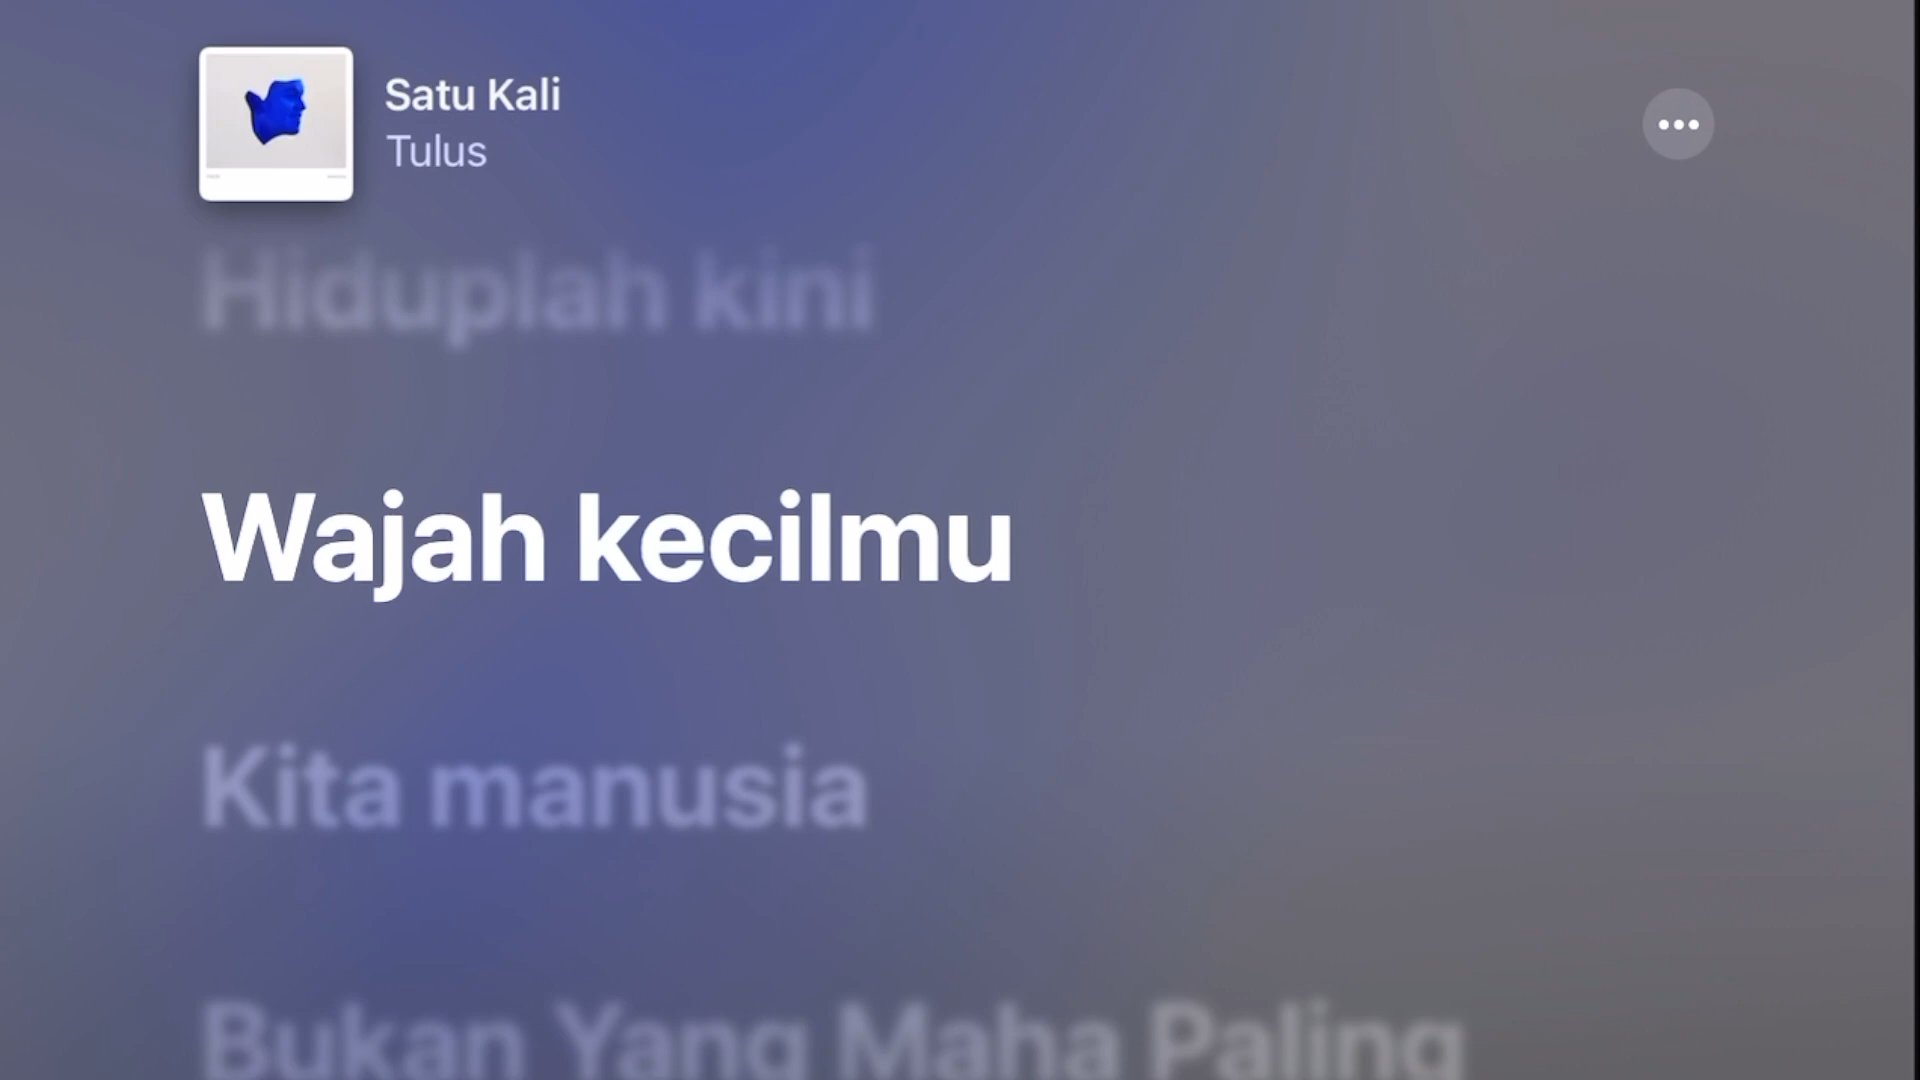 Satu Kali
Tulus
Hiduplah kini
Wajah kecilmu
Kita manusia
Bukan Yang Maha Paling